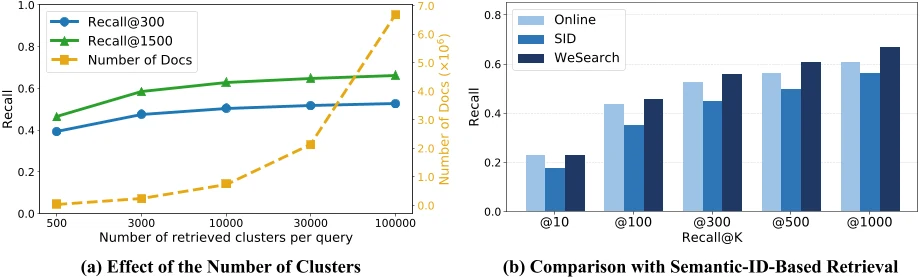 Recall@300
Recall@1500
Number of Docs
Recall
1.0
0.8
0.6
0.4
0.2
0.0
500
3000
10000
30000
100000
Number of retrieved clusters per query
7.0
6.0
5.0
4.0
3.0
2.0
1.0
0.0
Number of Docs (×10⁶)
(a) Effect of the Number of Clusters
Online
SID
WeSearch
Recall
0.8
0.6
0.4
0.2
0.0
@10
@100
@300
@500
@1000
Recall@K
(b) Comparison with Semantic-ID-Based Retrieval